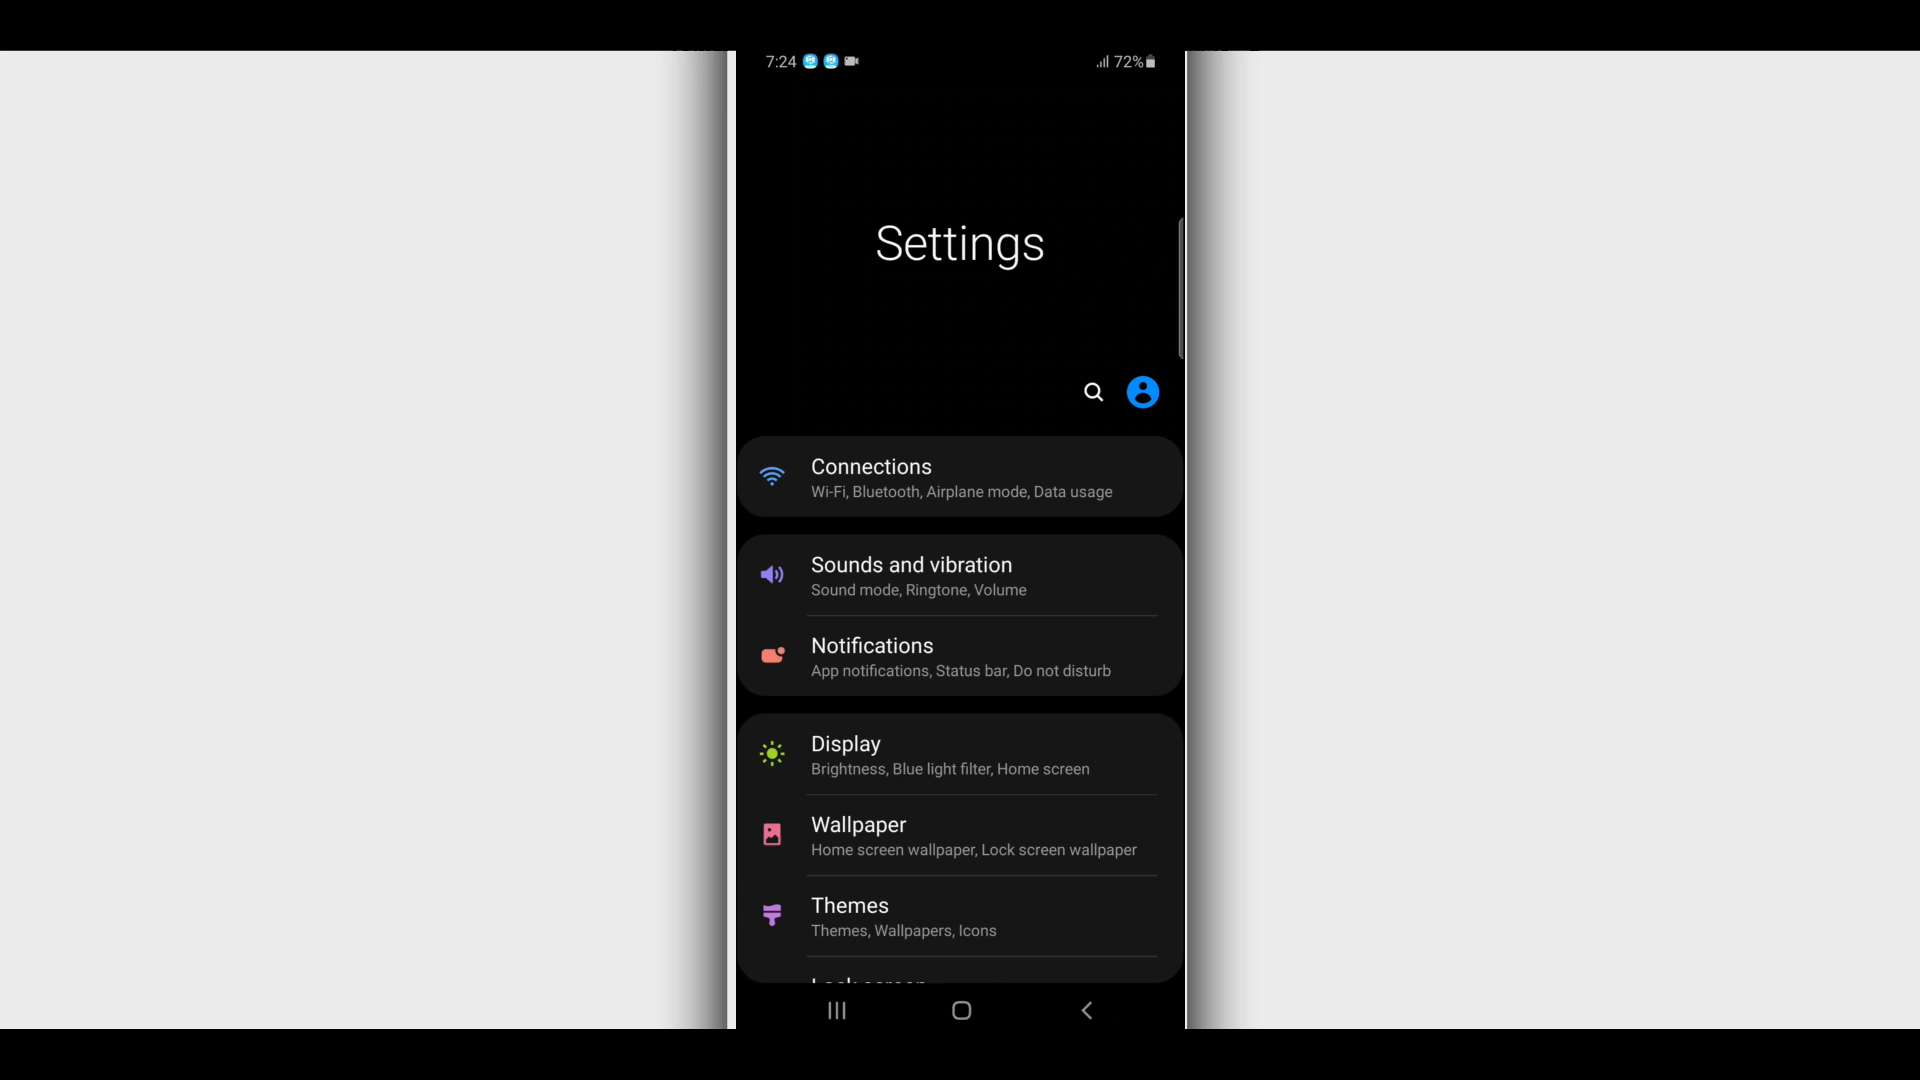 7:24
72%
Settings
Connections
Wi-Fi, Bluetooth, Airplane mode, Data usage
Sounds and vibration
Sound mode, Ringtone, Volume
Notifications
App notifications, Status bar, Do not disturb
Display
Brightness, Blue light filter, Home screen
Wallpaper
Home screen wallpaper, Lock screen wallpaper
Themes
Themes, Wallpapers, Icons